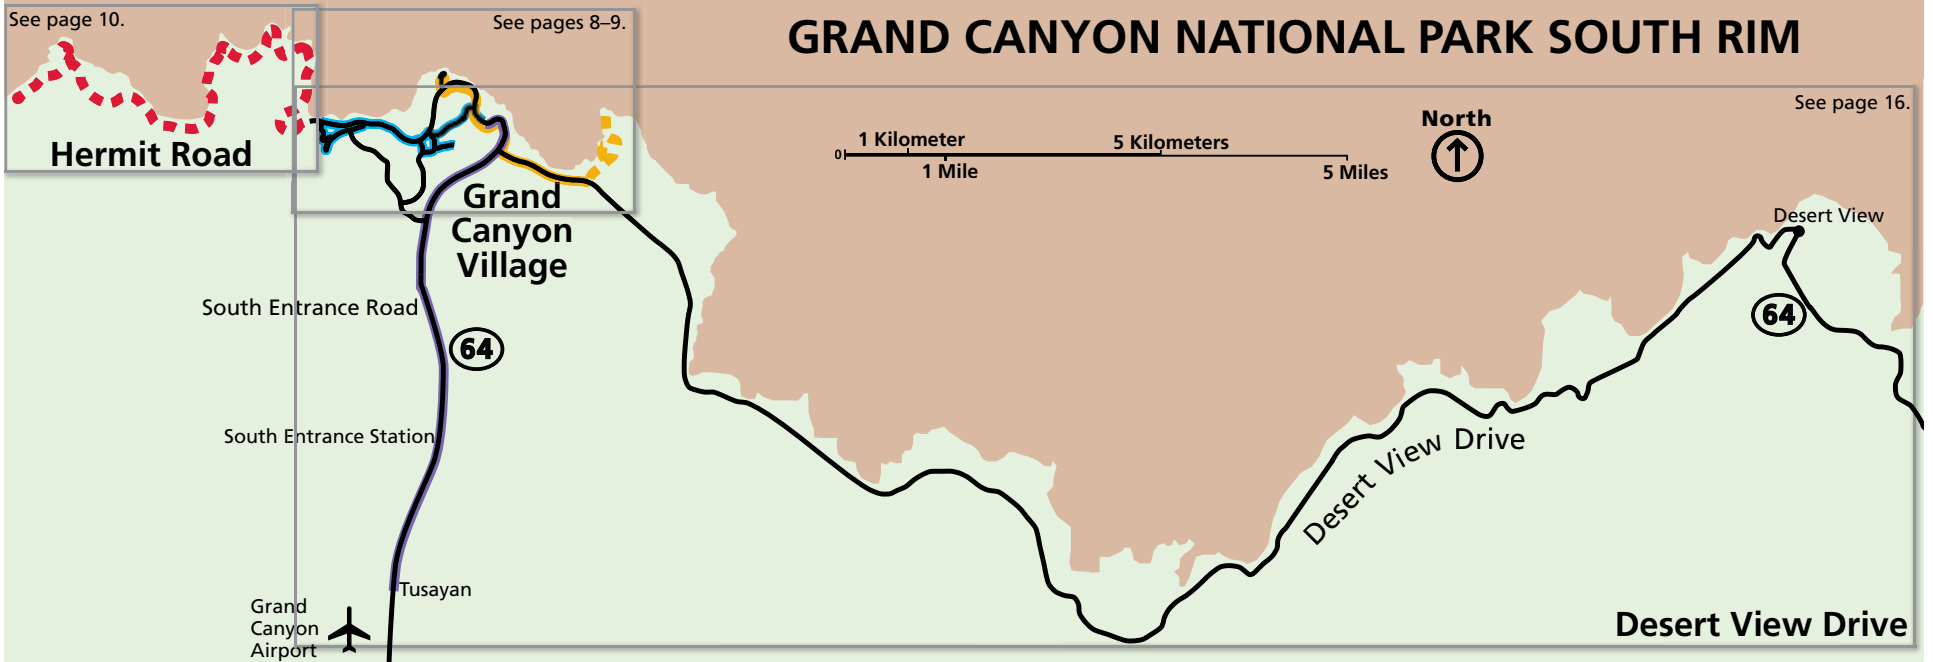 See page 10.
See pages 8–9.
GRAND CANYON NATIONAL PARK SOUTH RIM
See page 16.
North
1 Kilometer
5 Kilometers
0
1 Mile
5 Miles
Hermit Road
Grand
Canyon
Village
Desert View
South Entrance Road
64
64
South Entrance Station
Desert View Drive
Tusayan
Grand
Canyon
Airport
Desert View Drive